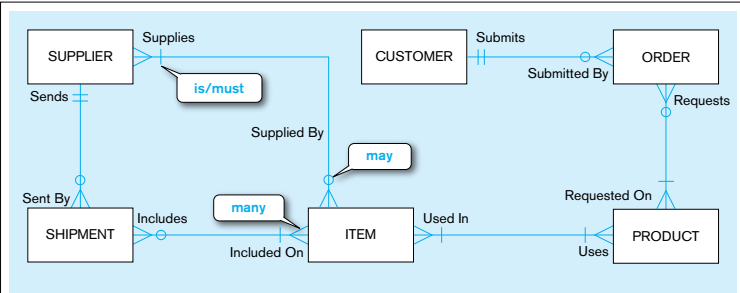 Supplies
Submits
SUPPLIER
CUSTOMER
ORDER
Submitted By
is/must
Sends
Requests
Supplied By
may
Sent By
many
Requested On
Includes
Used In
SHIPMENT
ITEM
PRODUCT
Included On
Uses